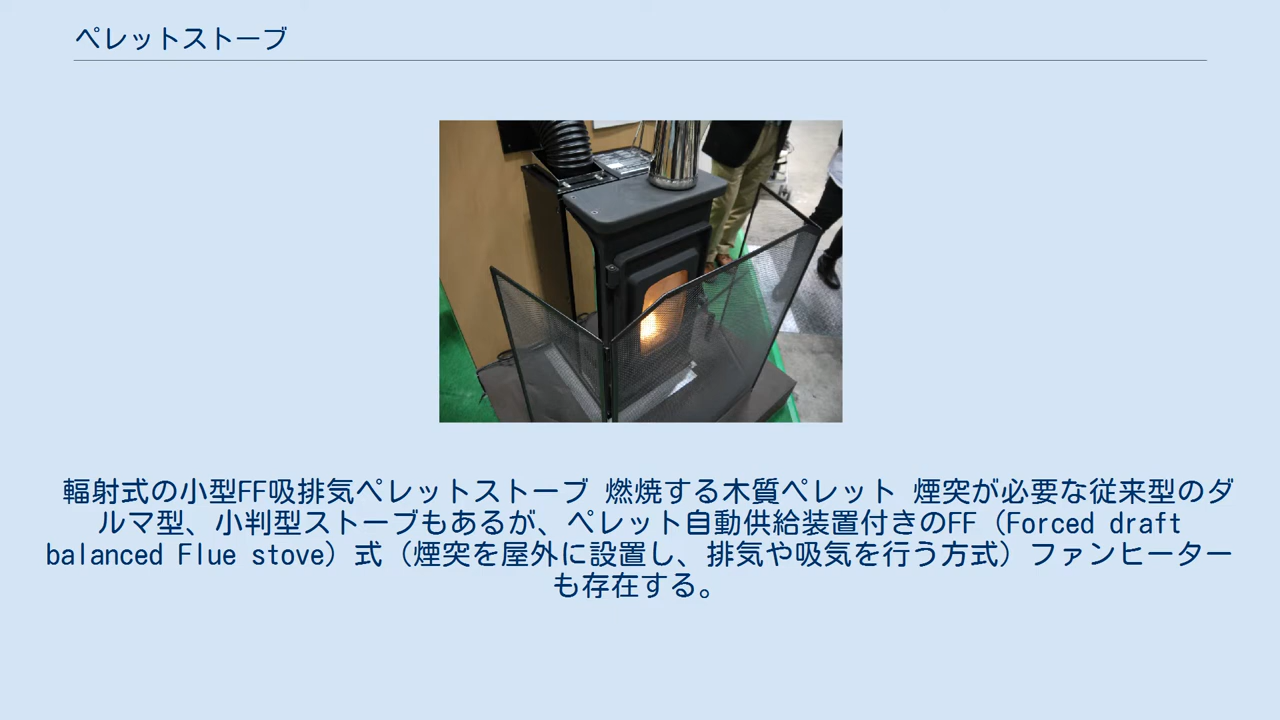 ペレットストーブ
輻射式の小型FF吸排気ペレットストーブ 燃焼する木質ペレット 煙突が必要な従来型のダ
ルマ型、小判型ストーブもあるが、ペレット自動供給装置付きのFF（Forced draft
balanced Flue stove）式（煙突を屋外に設置し、排気や吸気を行う方式）ファンヒーター
も存在する。